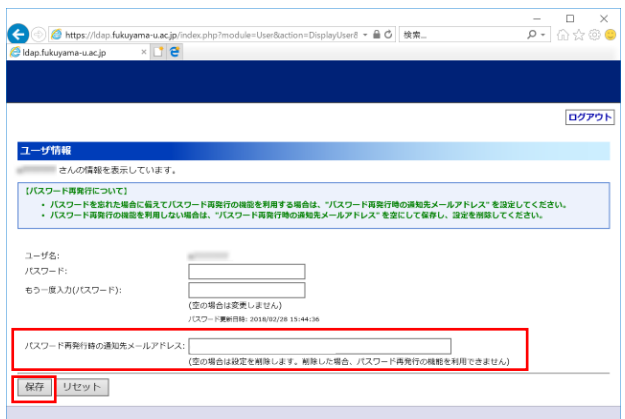 https://ldap.fukuyama-u.ac.jp/index.php?module=User&action=DisplayUserE
検索...
ldap.fukuyama-u.ac.jp
ログアウト
ユーザ情報
さんの情報を表示しています。
【パスワード再発行について】
・ パスワードを忘れた場合に備えてパスワード再発行の機能を利用する場合は、"パスワード再発行時の通知先メールアドレス" を設定してください。
・ パスワード再発行の機能を利用しない場合は、"パスワード再発行時の通知先メールアドレス" を空にして保存し、設定を削除してください。
ユーザ名:
パスワード:
もう一度入力(パスワード):
(空の場合は変更しません)
パスワード更新日時: 2018/02/28 15:44:36
パスワード再発行時の通知先メールアドレス:
(空の場合は設定を削除します。削除した場合、パスワード再発行の機能を利用できません)
保存 リセット